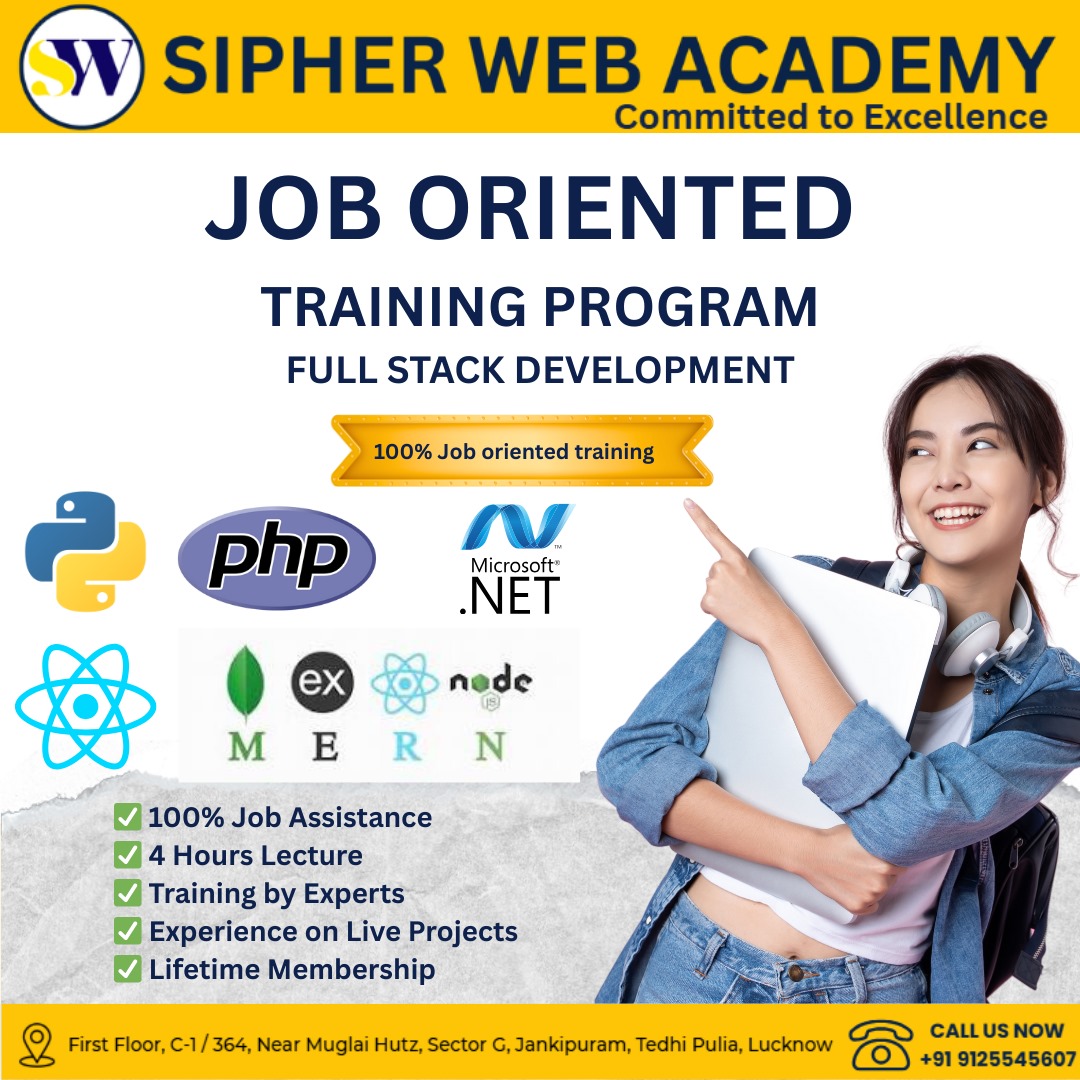 SW
SIPHER WEB ACADEMY
Committed to Excellence
JOB ORIENTED
TRAINING PROGRAM
FULL STACK DEVELOPMENT
100% Job oriented training
php
Microsoft®
.NET
™
ex
node
JS
M E R N
✅ 100% Job Assistance
✅ 4 Hours Lecture
✅ Training by Experts
✅ Experience on Live Projects
✅ Lifetime Membership
First Floor, C-1 / 364, Near Muglai Hutz, Sector G, Jankipuram, Tedhi Pulia, Lucknow
CALL US NOW
+91 9125545607